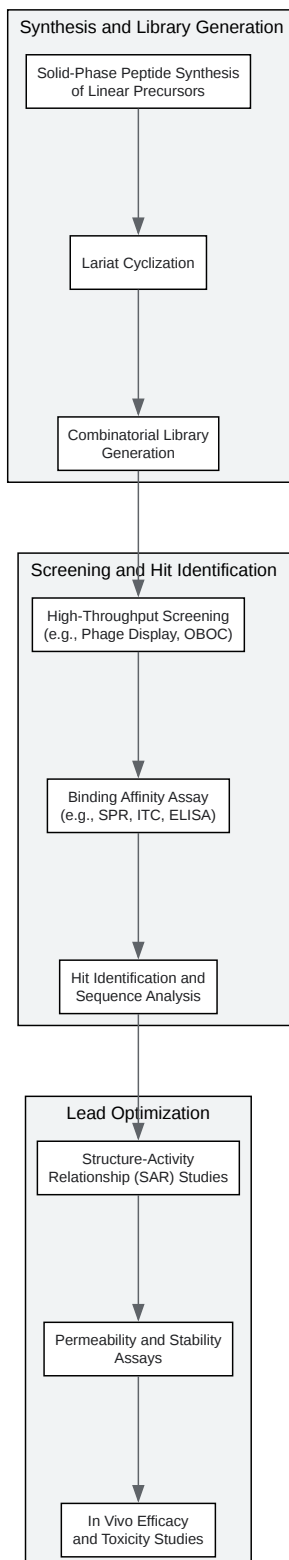 Synthesis and Library Generation
Solid-Phase Peptide Synthesis
of Linear Precursors
Lariat Cyclization
Combinatorial Library
Generation
Screening and Hit Identification
High-Throughput Screening
(e.g., Phage Display, OBOC)
Binding Affinity Assay
(e.g., SPR, ITC, ELISA)
Hit Identification and
Sequence Analysis
Lead Optimization
Structure-Activity
Relationship (SAR) Studies
Permeability and Stability
Assays
In Vivo Efficacy
and Toxicity Studies